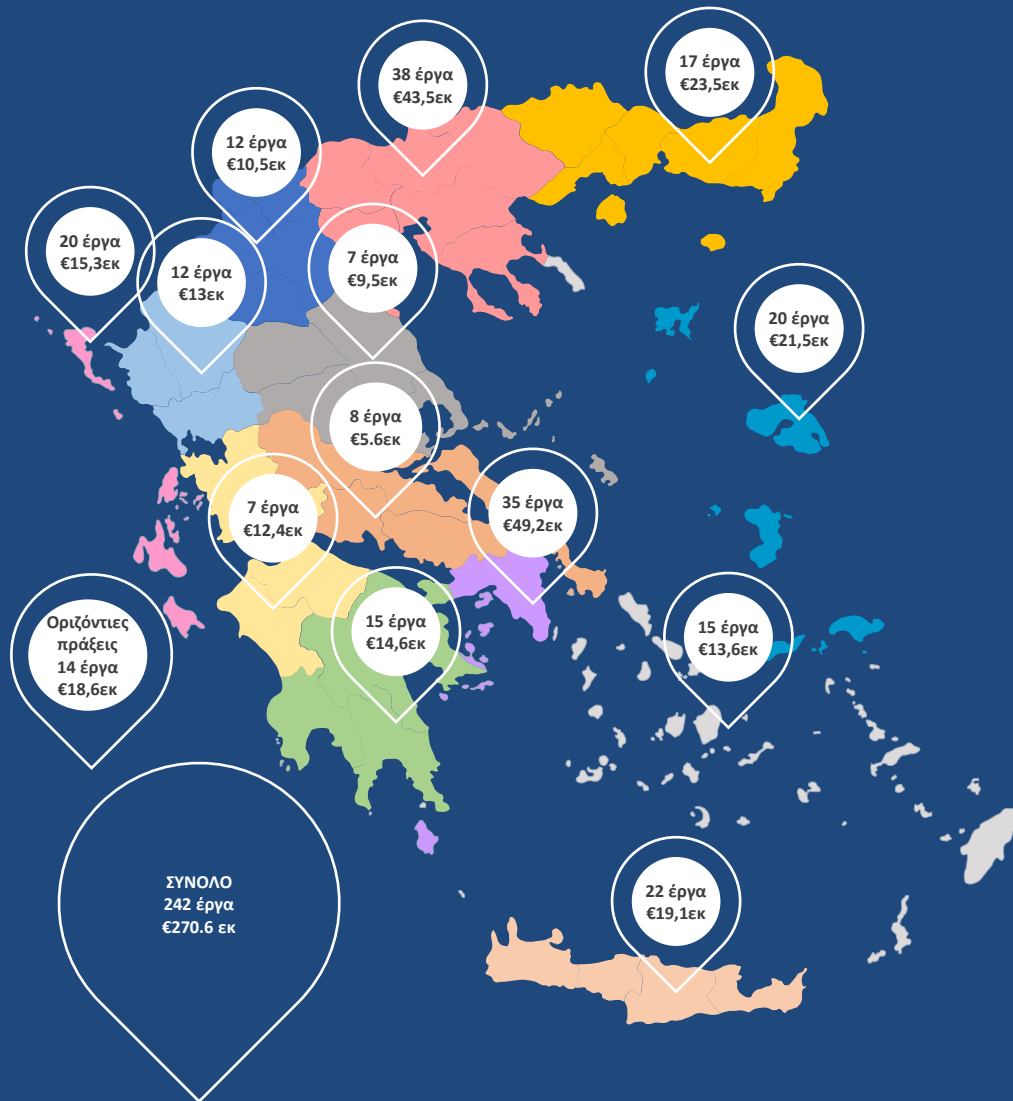 17 έργα
€23,5εκ
38 έργα
€43,5εκ
12 έργα
€10,5εκ
20 έργα
€15,3εκ
12 έργα
€13εκ
7 έργα
€9,5εκ
20 έργα
€21,5εκ
8 έργα
€5.6εκ
7 έργα
€12,4εκ
35 έργα
€49,2εκ
Οριζόντιες
πράξεις
14 έργα
€18,6εκ
15 έργα
€14,6εκ
15 έργα
€13,6εκ
ΣΥΝΟΛΟ
242 έργα
€270.6 εκ
22 έργα
€19,1εκ